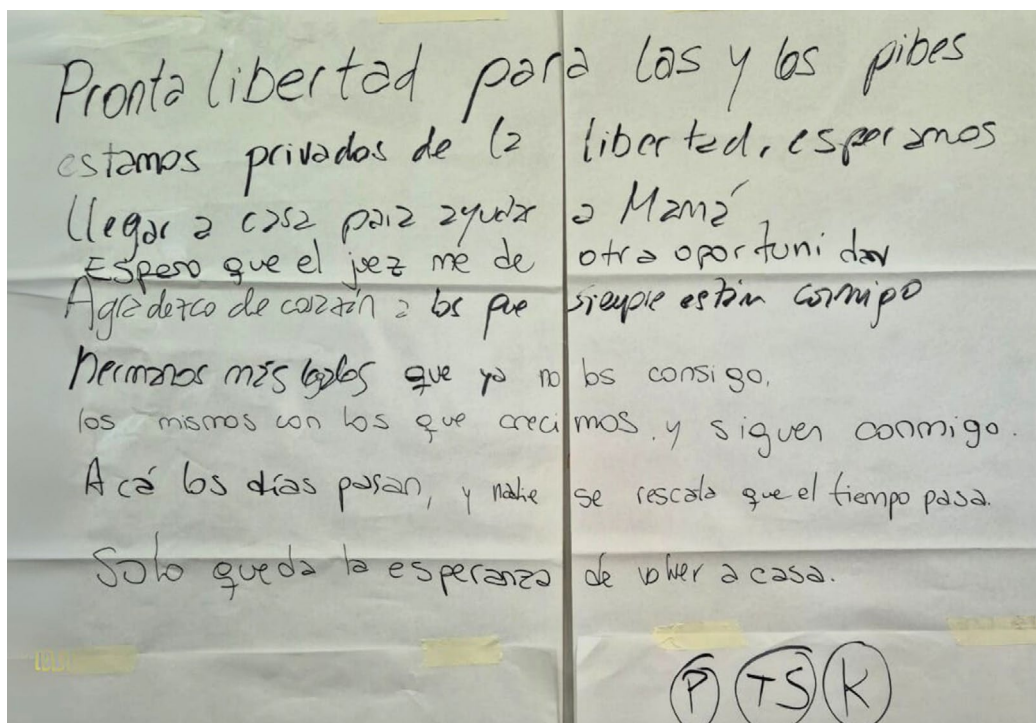 Pronta libertad para las y los pibes
estamos privados de la libertad, esperamos
llegar a casa para ayudar a Mamá
Espero que el juez me de otra oportunidad
Agradezco de corazón a los que siempre están conmigo
hermanos más leales que ya no los consigo,
los mismos con los que crecimos, y siguen conmigo.
Acá los días pasan, y nadie se rescata que el tiempo pasa.
Solo queda la esperanza de volver a casa.
P TS K